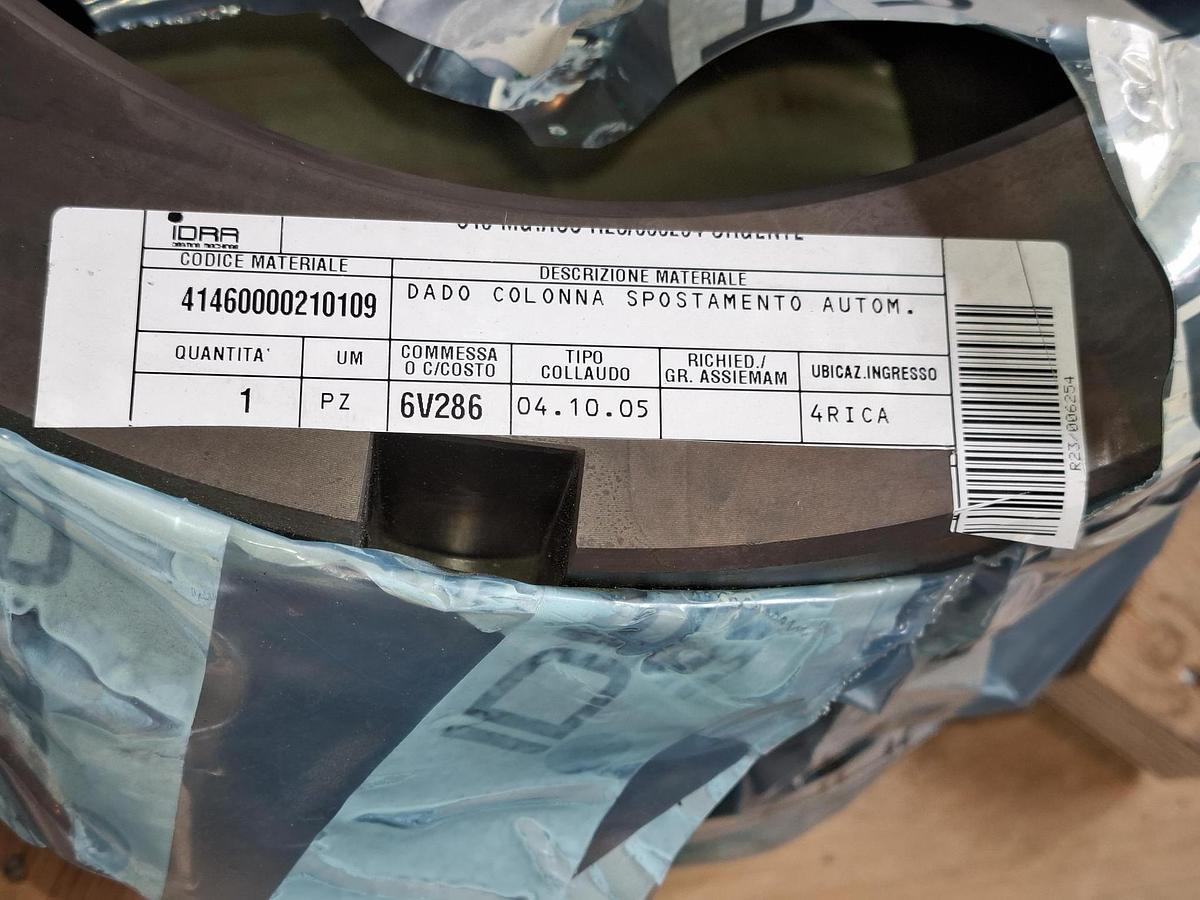 IDRA
CODICE MATERIALE
DESCRIZIONE MATERIALE
41460000210109
DADO COLONNA SPOSTAMENTO AUTOM.
QUANTITA'
UM
COMMESSA
O C/COSTO
TIPO
COLLAUDO
RICHIED./
GR. ASSIEMAM
UBICAZ.INGRESSO
1
PZ
6V286
04.10.05
4RICA
R23/006254
ID